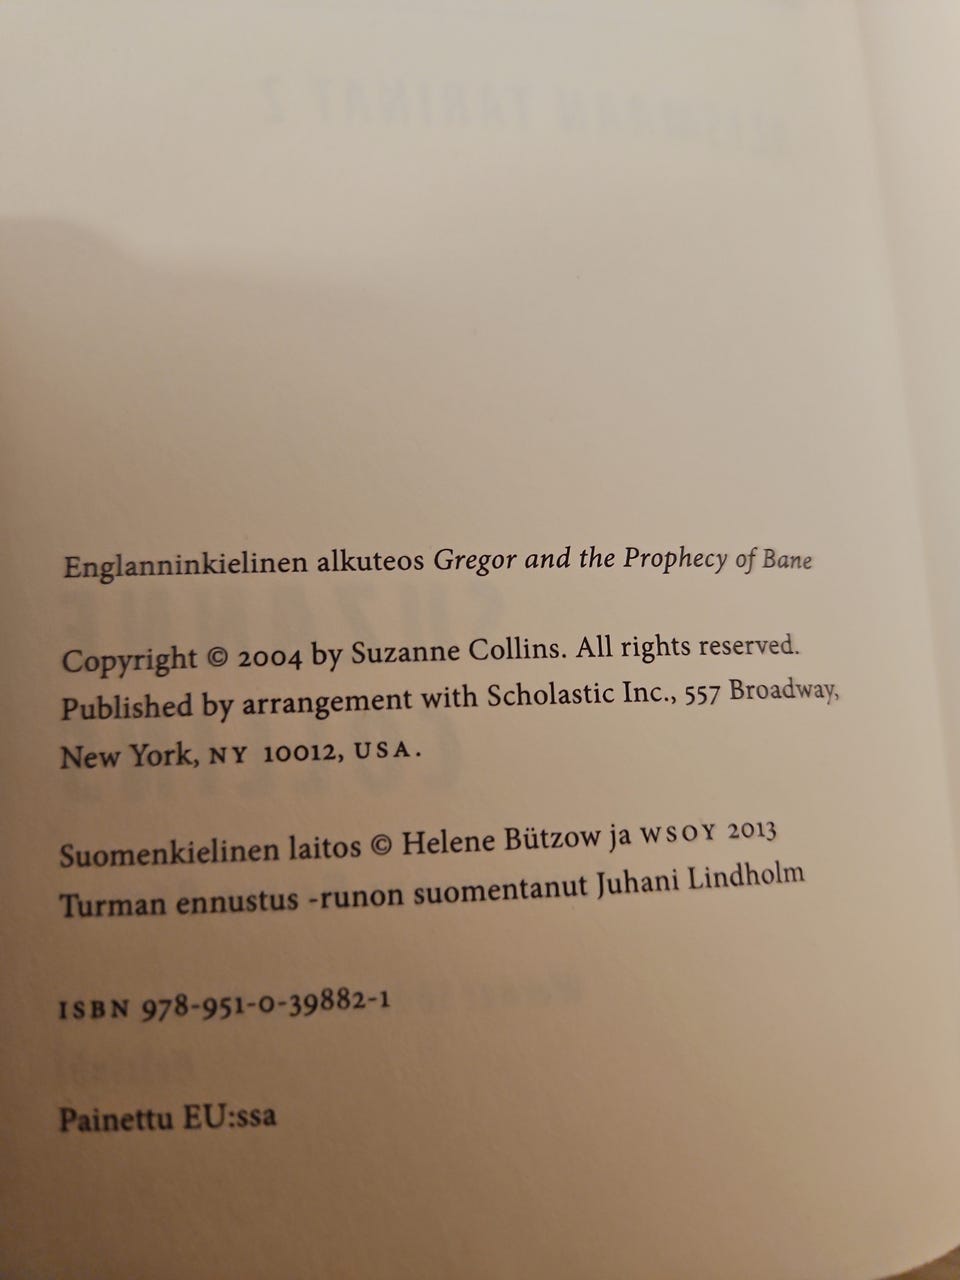 Englanninkielinen alkuteos Gregor and the Prophecy of Bane
Copyright © 2004 by Suzanne Collins. All rights reserved.
Published by arrangement with Scholastic Inc., 557 Broadway,
New York, NY 10012, USA.
Suomenkielinen laitos © Helene Bützow ja WSOY 2013
Turman ennustus -runon suomentanut Juhani Lindholm
ISBN 978-951-0-39882-1
Painettu EU:ssa